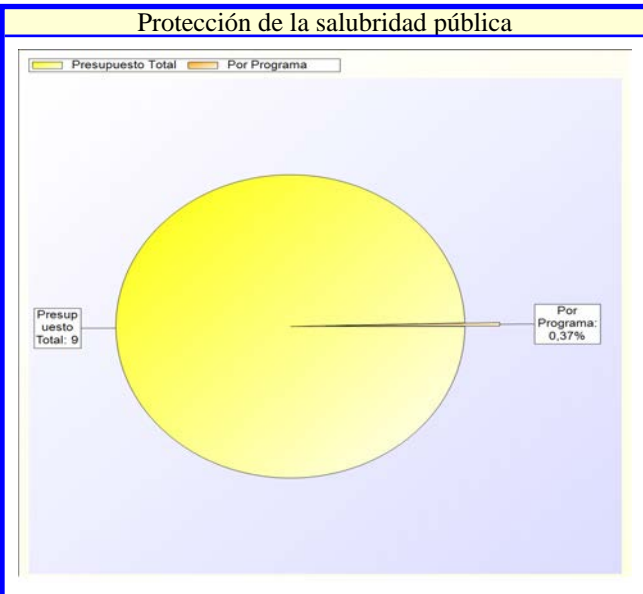 Protección de la salubridad pública
Presupuesto Total Por Programa
Presup
uesto
Total: 9
Por
Programa:
0,37%